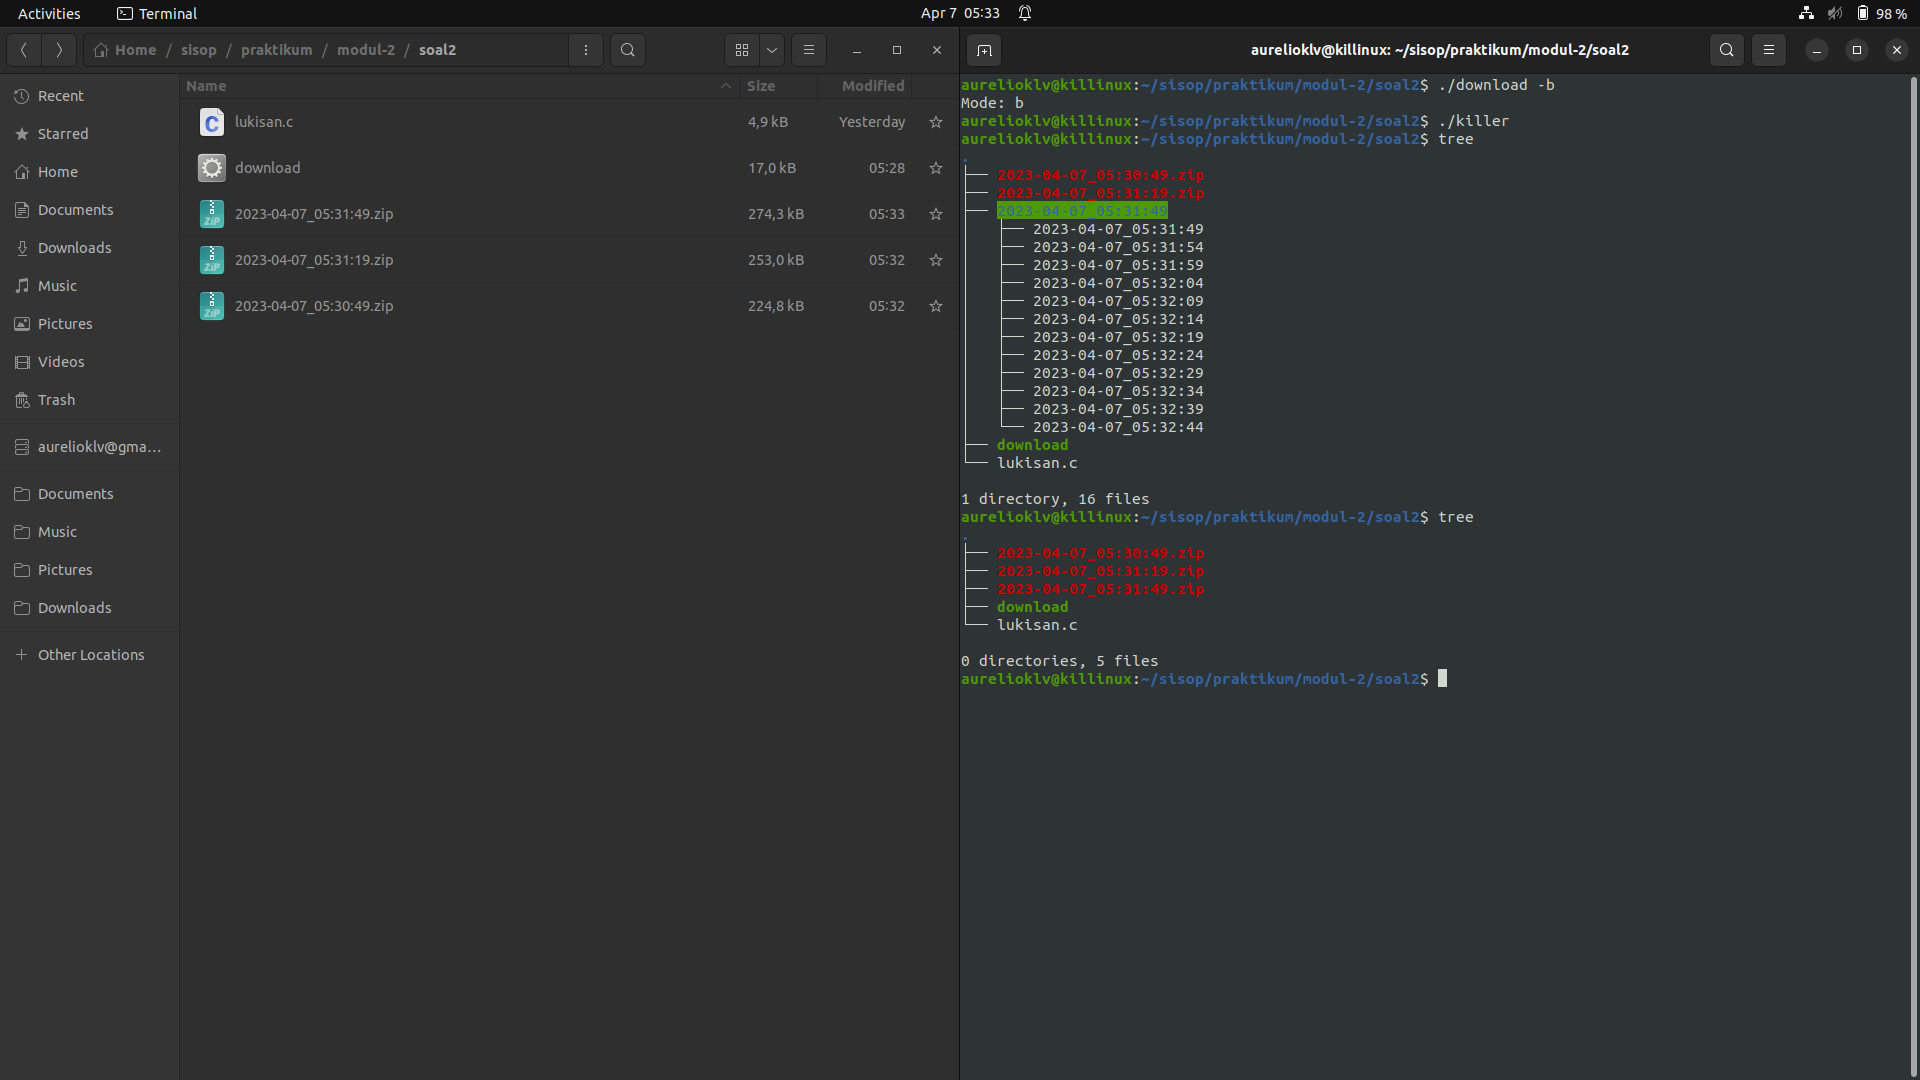 Activities
Terminal
Apr 7 05:33
98 %
Home / sisop / praktikum / modul-2 / soal2
Recent
Starred
Home
Documents
Downloads
Music
Pictures
Videos
Trash
aurelioklv@gma…
Documents
Music
Pictures
Downloads
Other Locations
Name Size Modified
lukisan.c 4,9 kB Yesterday
download 17,0 kB 05:28
2023-04-07_05:31:49.zip 274,3 kB 05:33
2023-04-07_05:31:19.zip 253,0 kB 05:32
2023-04-07_05:30:49.zip 224,8 kB 05:32
aurelioklv@killinux: ~/sisop/praktikum/modul-2/soal2
aurelioklv@killinux:~/sisop/praktikum/modul-2/soal2$ ./download -b
Mode: b
aurelioklv@killinux:~/sisop/praktikum/modul-2/soal2$ ./killer
aurelioklv@killinux:~/sisop/praktikum/modul-2/soal2$ tree
.
├── 2023-04-07_05:30:49.zip
├── 2023-04-07_05:31:19.zip
├── 2023-04-07_05:31:49
│   ├── 2023-04-07_05:31:49
│   ├── 2023-04-07_05:31:54
│   ├── 2023-04-07_05:31:59
│   ├── 2023-04-07_05:32:04
│   ├── 2023-04-07_05:32:09
│   ├── 2023-04-07_05:32:14
│   ├── 2023-04-07_05:32:19
│   ├── 2023-04-07_05:32:24
│   ├── 2023-04-07_05:32:29
│   ├── 2023-04-07_05:32:34
│   ├── 2023-04-07_05:32:39
│   └── 2023-04-07_05:32:44
├── download
└── lukisan.c
1 directory, 16 files
aurelioklv@killinux:~/sisop/praktikum/modul-2/soal2$ tree
.
├── 2023-04-07_05:30:49.zip
├── 2023-04-07_05:31:19.zip
├── 2023-04-07_05:31:49.zip
├── download
└── lukisan.c
0 directories, 5 files
aurelioklv@killinux:~/sisop/praktikum/modul-2/soal2$